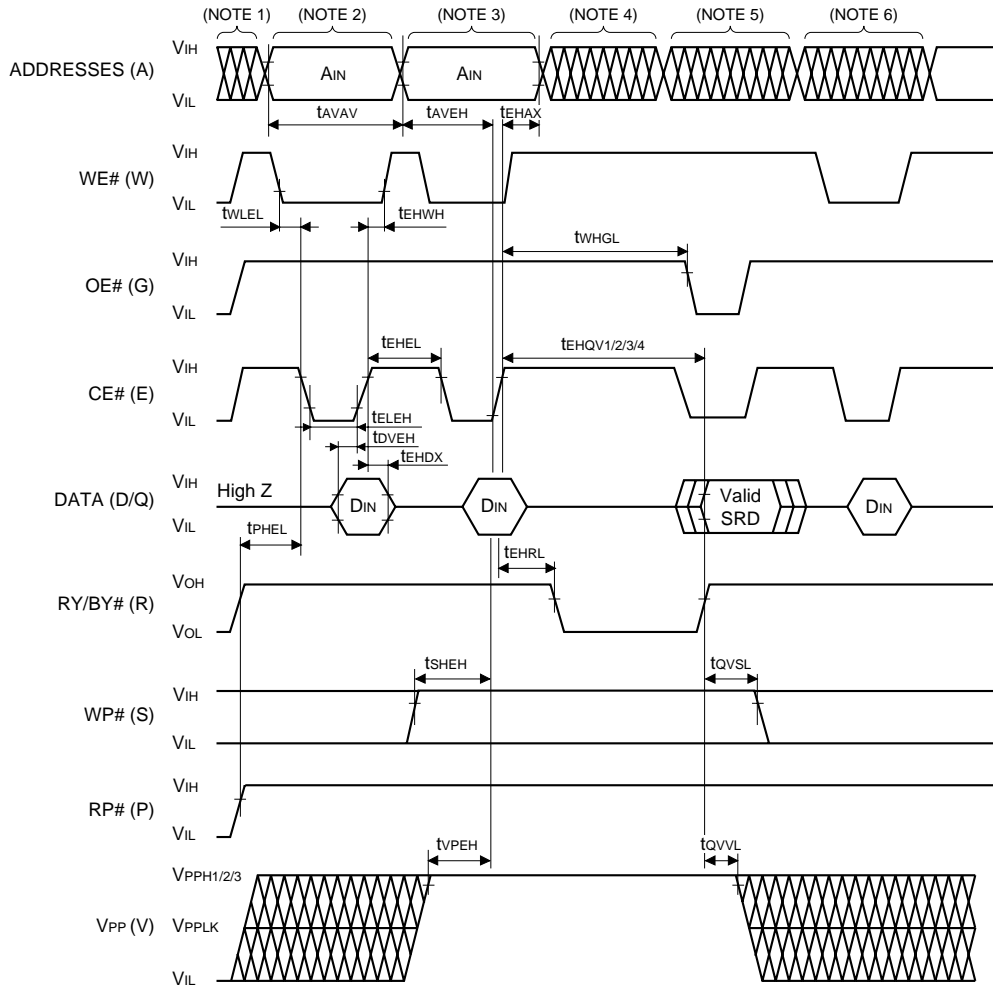 (NOTE 1) (NOTE 2) (NOTE 3) (NOTE 4) (NOTE 5) (NOTE 6)
VIH
ADDRESSES (A) AIN AIN
VIL
tAVAV tAVEH tEHAX
VIH
WE# (W)
VIL
tWLEL tEHWH
tWHGL
VIH
OE# (G)
VIL
tEHEL tEHQV1/2/3/4
VIH
CE# (E)
VIL
tELEH
tDVEH
tEHDX
VIH
High Z
DATA (D/Q) DIN DIN Valid SRD DIN
VIL
tPHEL
tEHRL
VOH
RY/BY# (R)
VOL
tSHEH tQVSL
VIH
WP# (S)
VIL
VIH
RP# (P)
VIL
tVPEH tQVVL
VPPH1/2/3
VPP (V) VPPLK
VIL